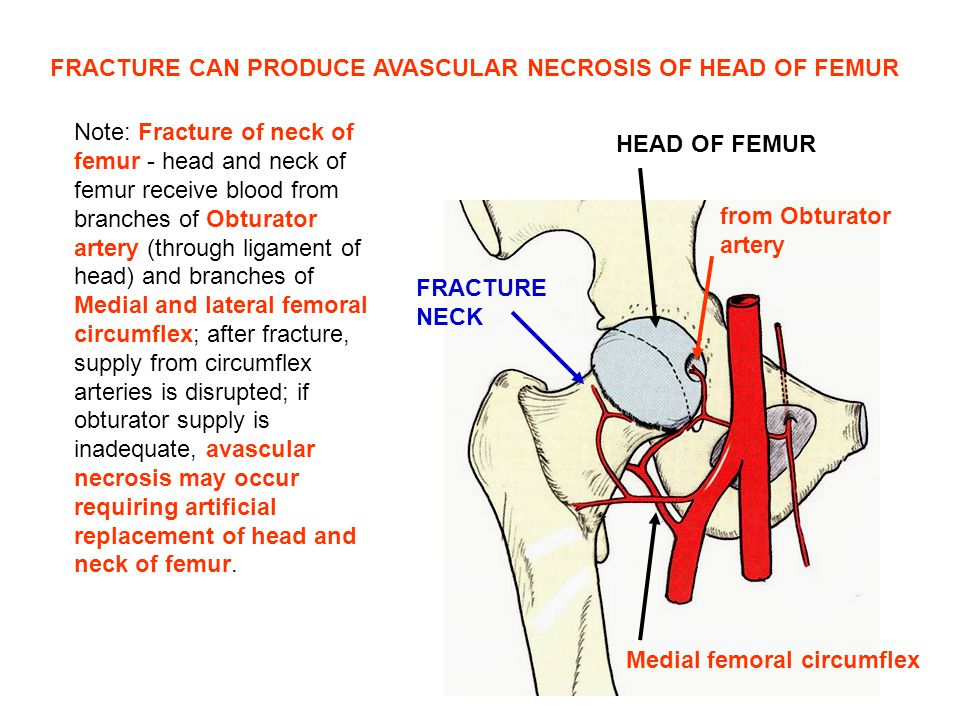 FRACTURE CAN PRODUCE AVASCULAR NECROSIS OF HEAD OF FEMUR
Note: Fracture of neck of
femur - head and neck of
femur receive blood from
branches of Obturator
artery (through ligament of
head) and branches of
Medial and lateral femoral
circumflex; after fracture,
supply from circumflex
arteries is disrupted; if
obturator supply is
inadequate, avascular
necrosis may occur
requiring artificial
replacement of head and
neck of femur.
HEAD OF FEMUR
from Obturator
artery
FRACTURE
NECK
Medial femoral circumflex